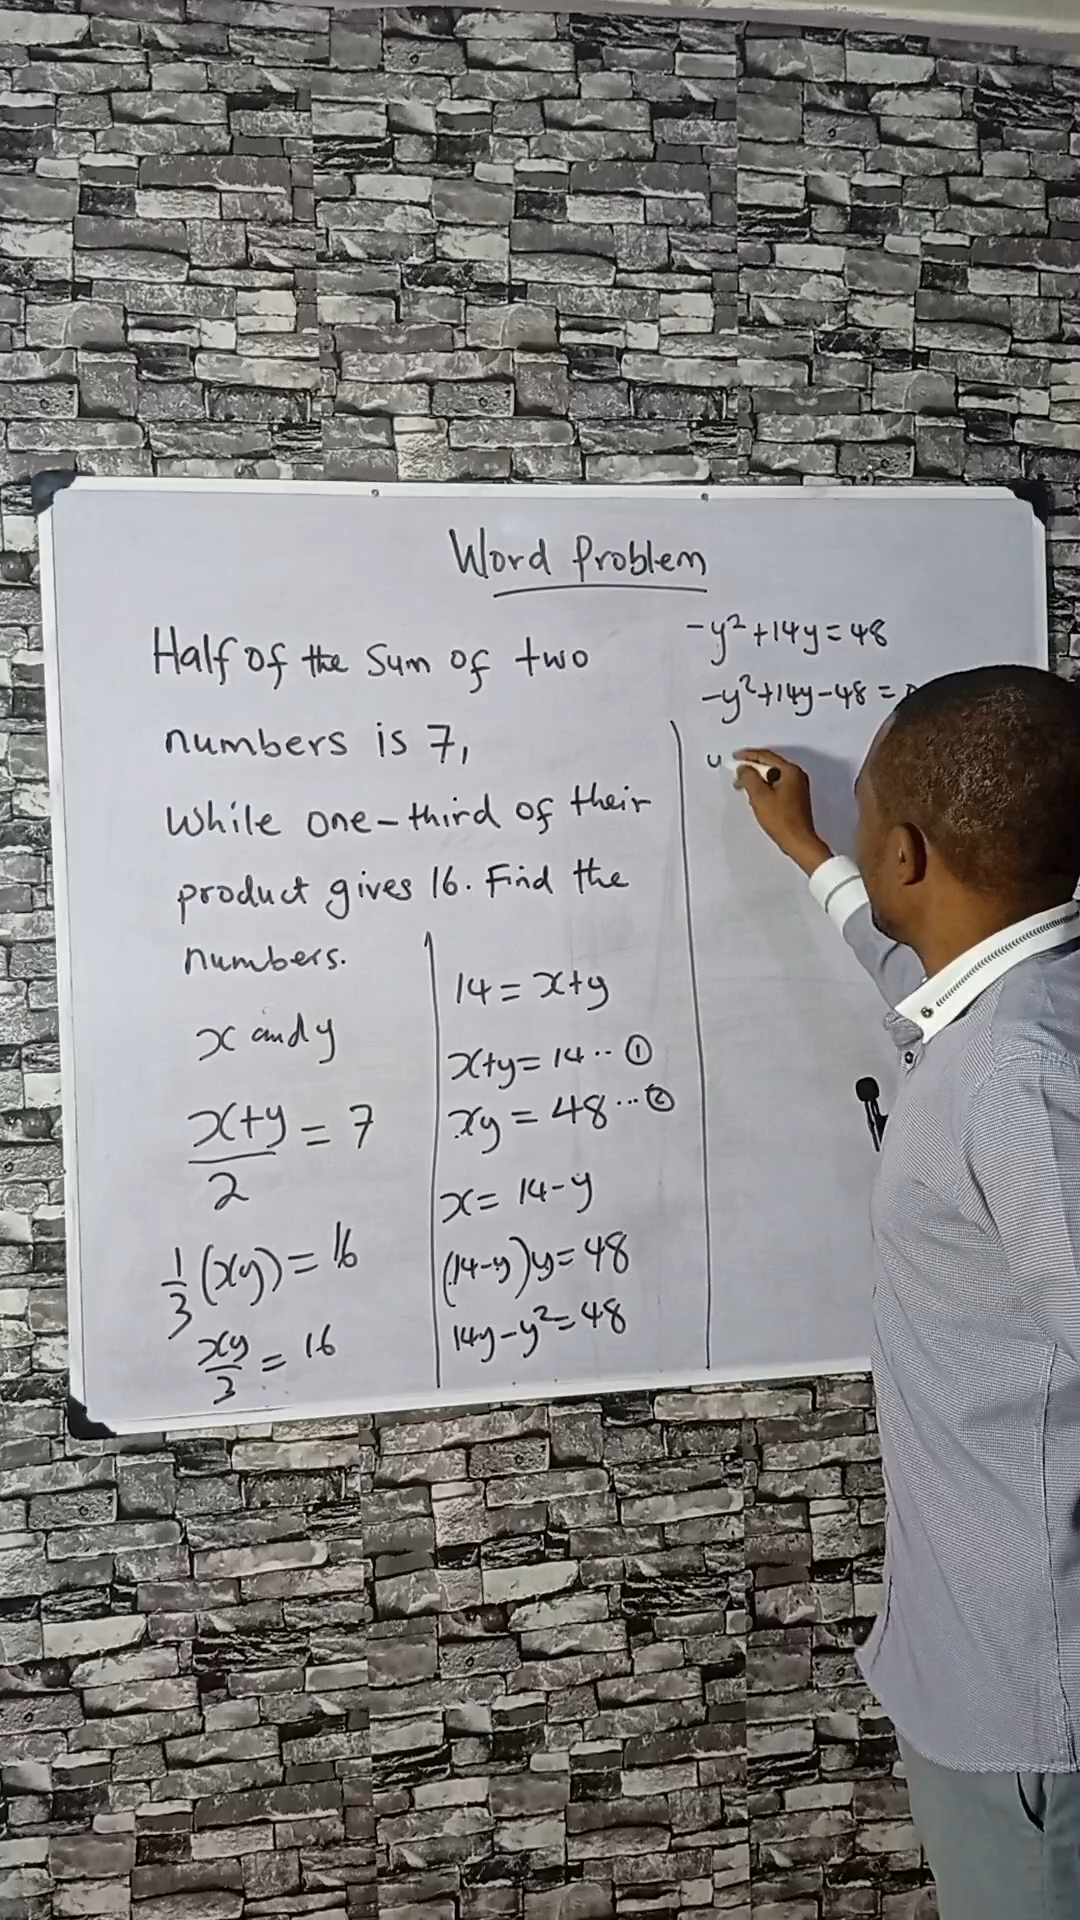 Word Problem
Half of the sum of two
numbers is 7,
While one-third of their
product gives 16. Find the
numbers.
x and y
x+y/2 = 7
1/3(xy) = 16
xy/3 = 16
14 = x+y
x+y = 14 .. ①
xy = 48 ... ②
x = 14-y
(14-y)y = 48
14y-y² = 48
-y²+14y = 48
-y²+14y-48 =